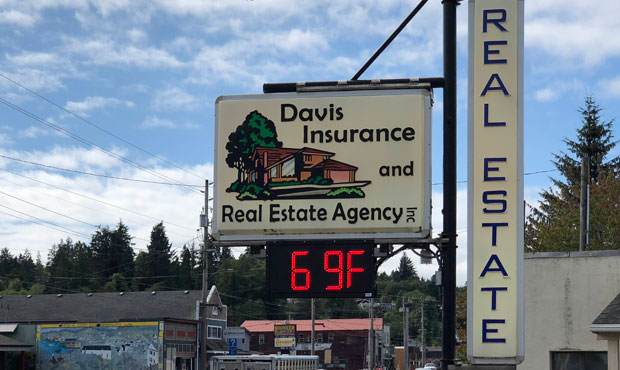 Davis
Insurance
and
Real Estate Agency Inc
69F
REAL ESTATE